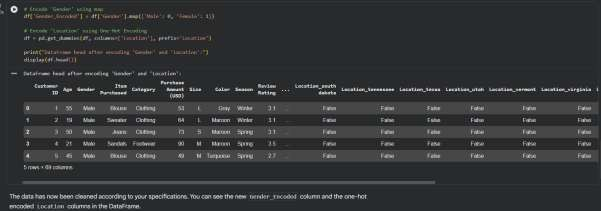 # Encode 'Gender' using map
df['Gender_Encoded'] = df['Gender'].map({'Male': 0, 'Female': 1})
# Encode 'Location' using One-Hot Encoding
df = pd.get_dummies(df, columns=['Location'], prefix='Location')
print("Dataframe head after encoding 'Gender' and 'Location':")
display(df.head())
Dataframe head after encoding 'Gender' and 'Location':
Customer ID Age Gender Item Purchased Category Purchase Amount (USD) Size Color Season Review Rating ... Location_south dakota Location_tennessee Location_texas Location_utah Location_vermont Location_virginia
0 1 55 Male Blouse Clothing 53 L Gray Winter 3.1 ... False False False False False False
1 2 19 Male Sweater Clothing 64 L Maroon Winter 3.1 ... False False False False False False
2 3 50 Male Jeans Clothing 73 S Maroon Spring 3.1 ... False False False False False False
3 4 21 Male Sandals Footwear 90 M Maroon Spring 3.5 ... False False False False False False
4 5 45 Male Blouse Clothing 49 M Turquoise Spring 2.7 ... False False False False False False
5 rows × 69 columns
The data has now been cleaned according to your specifications. You can see the new Gender_Encoded column and the one-hot
encoded Location columns in the DataFrame.